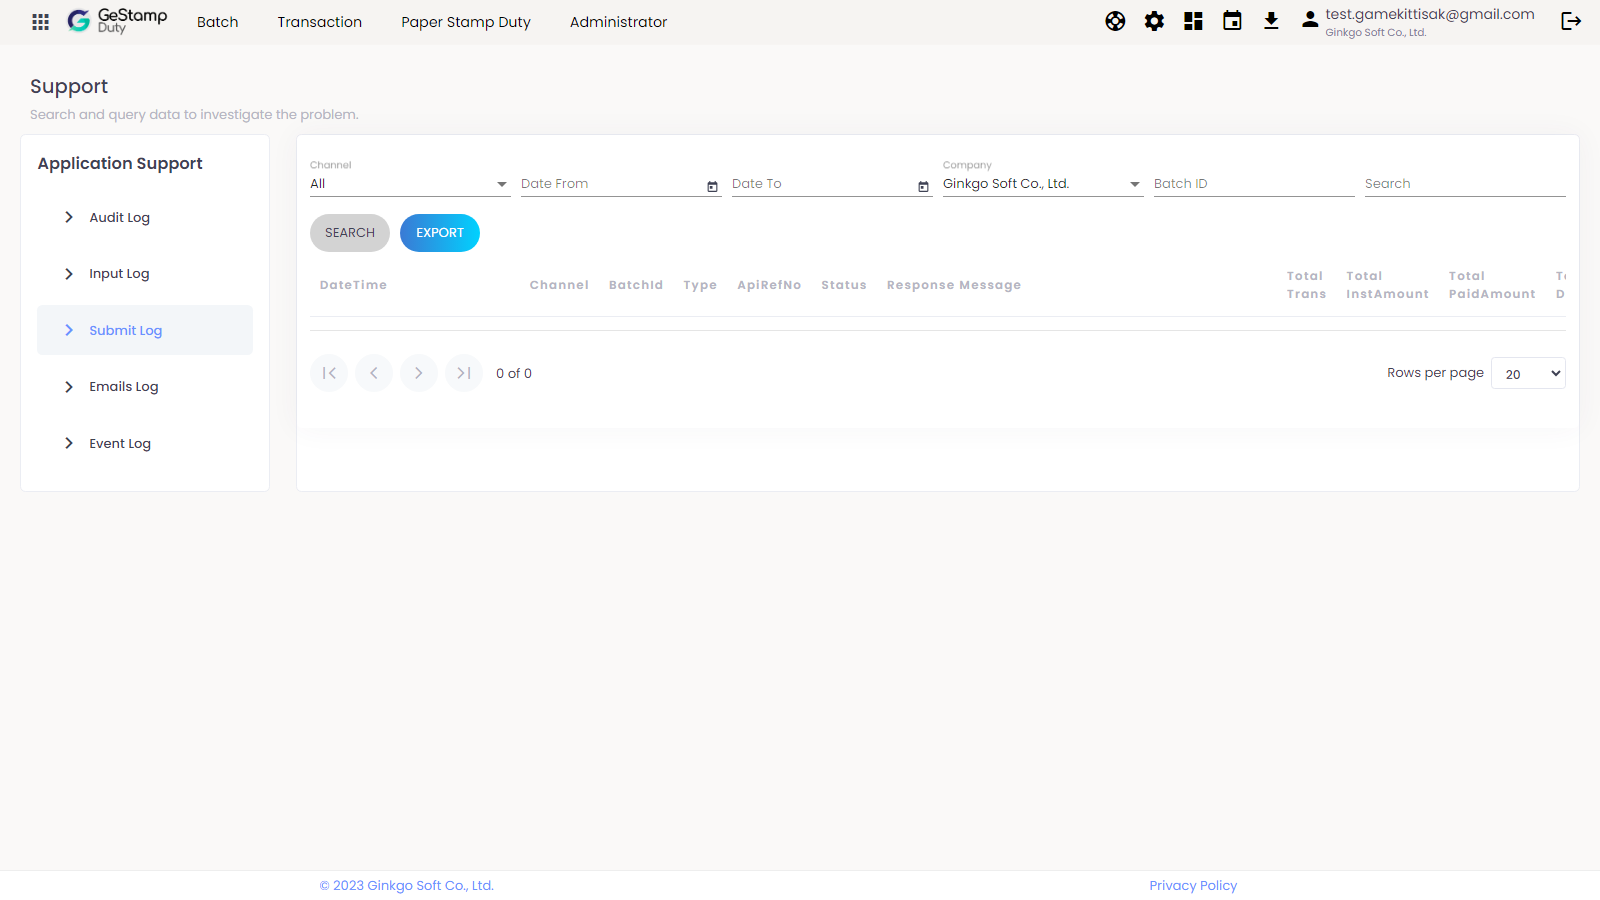 GeStamp
Duty
Batch
Transaction
Paper Stamp Duty
Administrator
test.gamekittisak@gmail.com
Ginkgo Soft Co., Ltd.
Support
Search and query data to investigate the problem.
Application Support
Audit Log
Input Log
Submit Log
Emails Log
Event Log
Channel
All
Date From
Date To
Company
Ginkgo Soft Co., Ltd.
Batch ID
Search
SEARCH
EXPORT
DateTime
Channel
BatchId
Type
ApiRefNo
Status
Response Message
Total
Trans
Total
InstAmount
Total
PaidAmount
0 of 0
Rows per page
20
© 2023 Ginkgo Soft Co., Ltd.
Privacy Policy